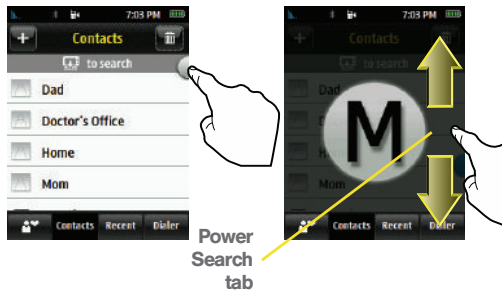 7:03 PM
Contacts
to search
Dad
Doctor's Office
Home
Mom
Contacts Recent Dialer
7:03 PM
Contacts
to search
Dad
D
H
M
Mom
Contacts Recent Dialer
Power
Search
tab